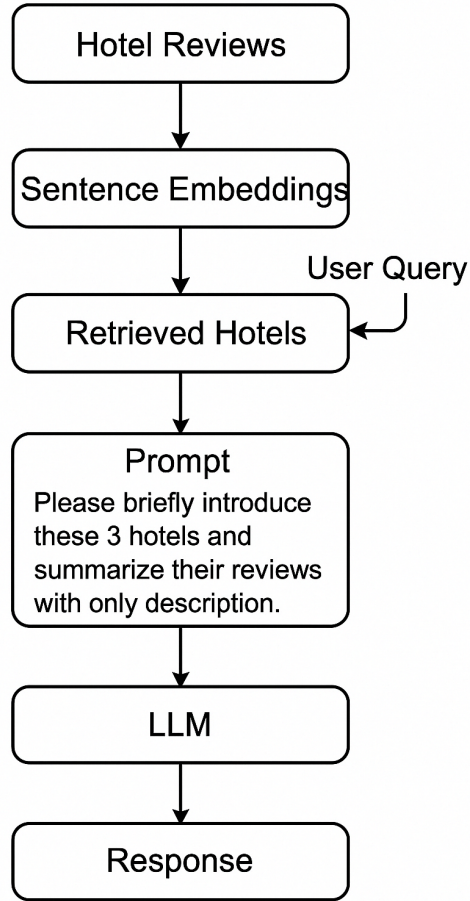 Hotel Reviews
Sentence Embeddings
User Query
Retrieved Hotels
Prompt
Please briefly introduce
these 3 hotels and
summarize their reviews
with only description.
LLM
Response